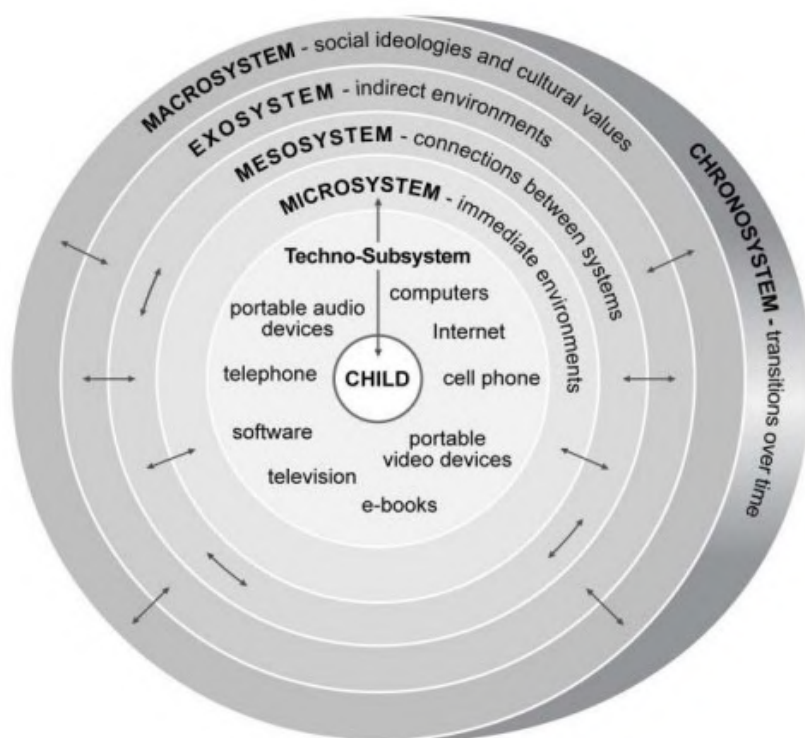 MACROSYSTEM - social ideologies and cultural values
EXOSYSTEM - indirect environments
MESOSYSTEM - connections between systems
MICROSYSTEM - immediate environments
CHRONOSYSTEM - transitions over time
Techno-Subsystem
computers
portable audio
devices
Internet
telephone
CHILD
cell phone
software
portable
video devices
television
e-books